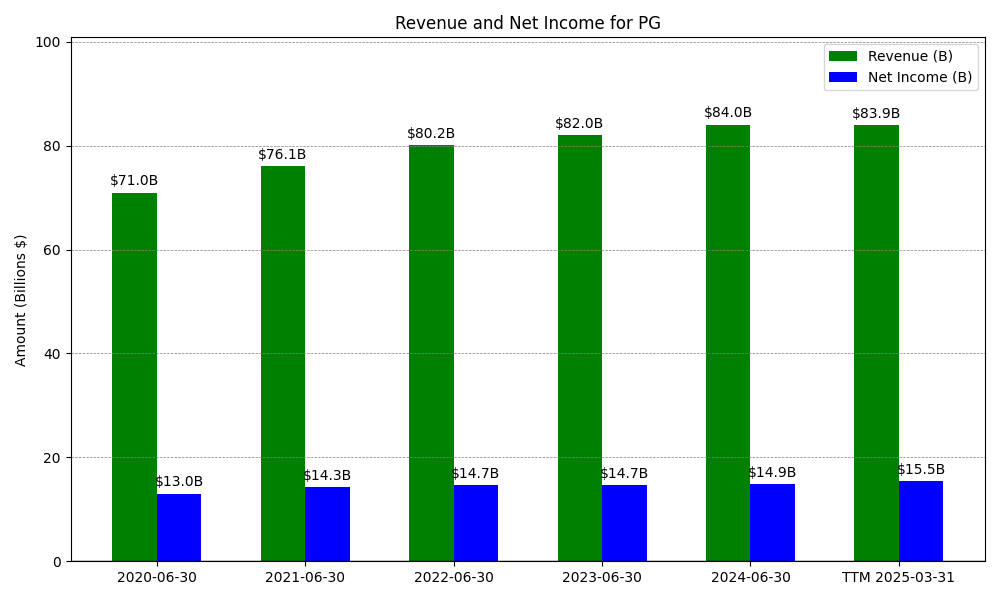 Revenue and Net Income for PG
Revenue (B)
Net Income (B)
Amount (Billions $)
100
80
60
40
20
0
$71.0B
$76.1B
$80.2B
$82.0B
$84.0B
$83.9B
$13.0B
$14.3B
$14.7B
$14.7B
$14.9B
$15.5B
2020-06-30
2021-06-30
2022-06-30
2023-06-30
2024-06-30
TTM 2025-03-31